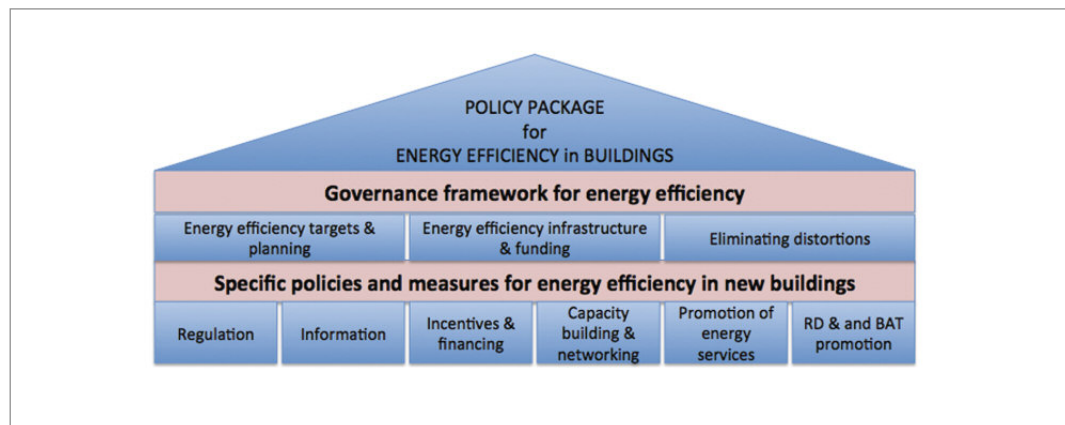 POLICY PACKAGE
for
ENERGY EFFICIENCY in BUILDINGS
Governance framework for energy efficiency
Energy efficiency targets &
planning
Energy efficiency infrastructure
& funding
Eliminating distortions
Specific policies and measures for energy efficiency in new buildings
Regulation
Information
Incentives &
financing
Capacity
building &
networking
Promotion of
energy
services
RD & and BAT
promotion